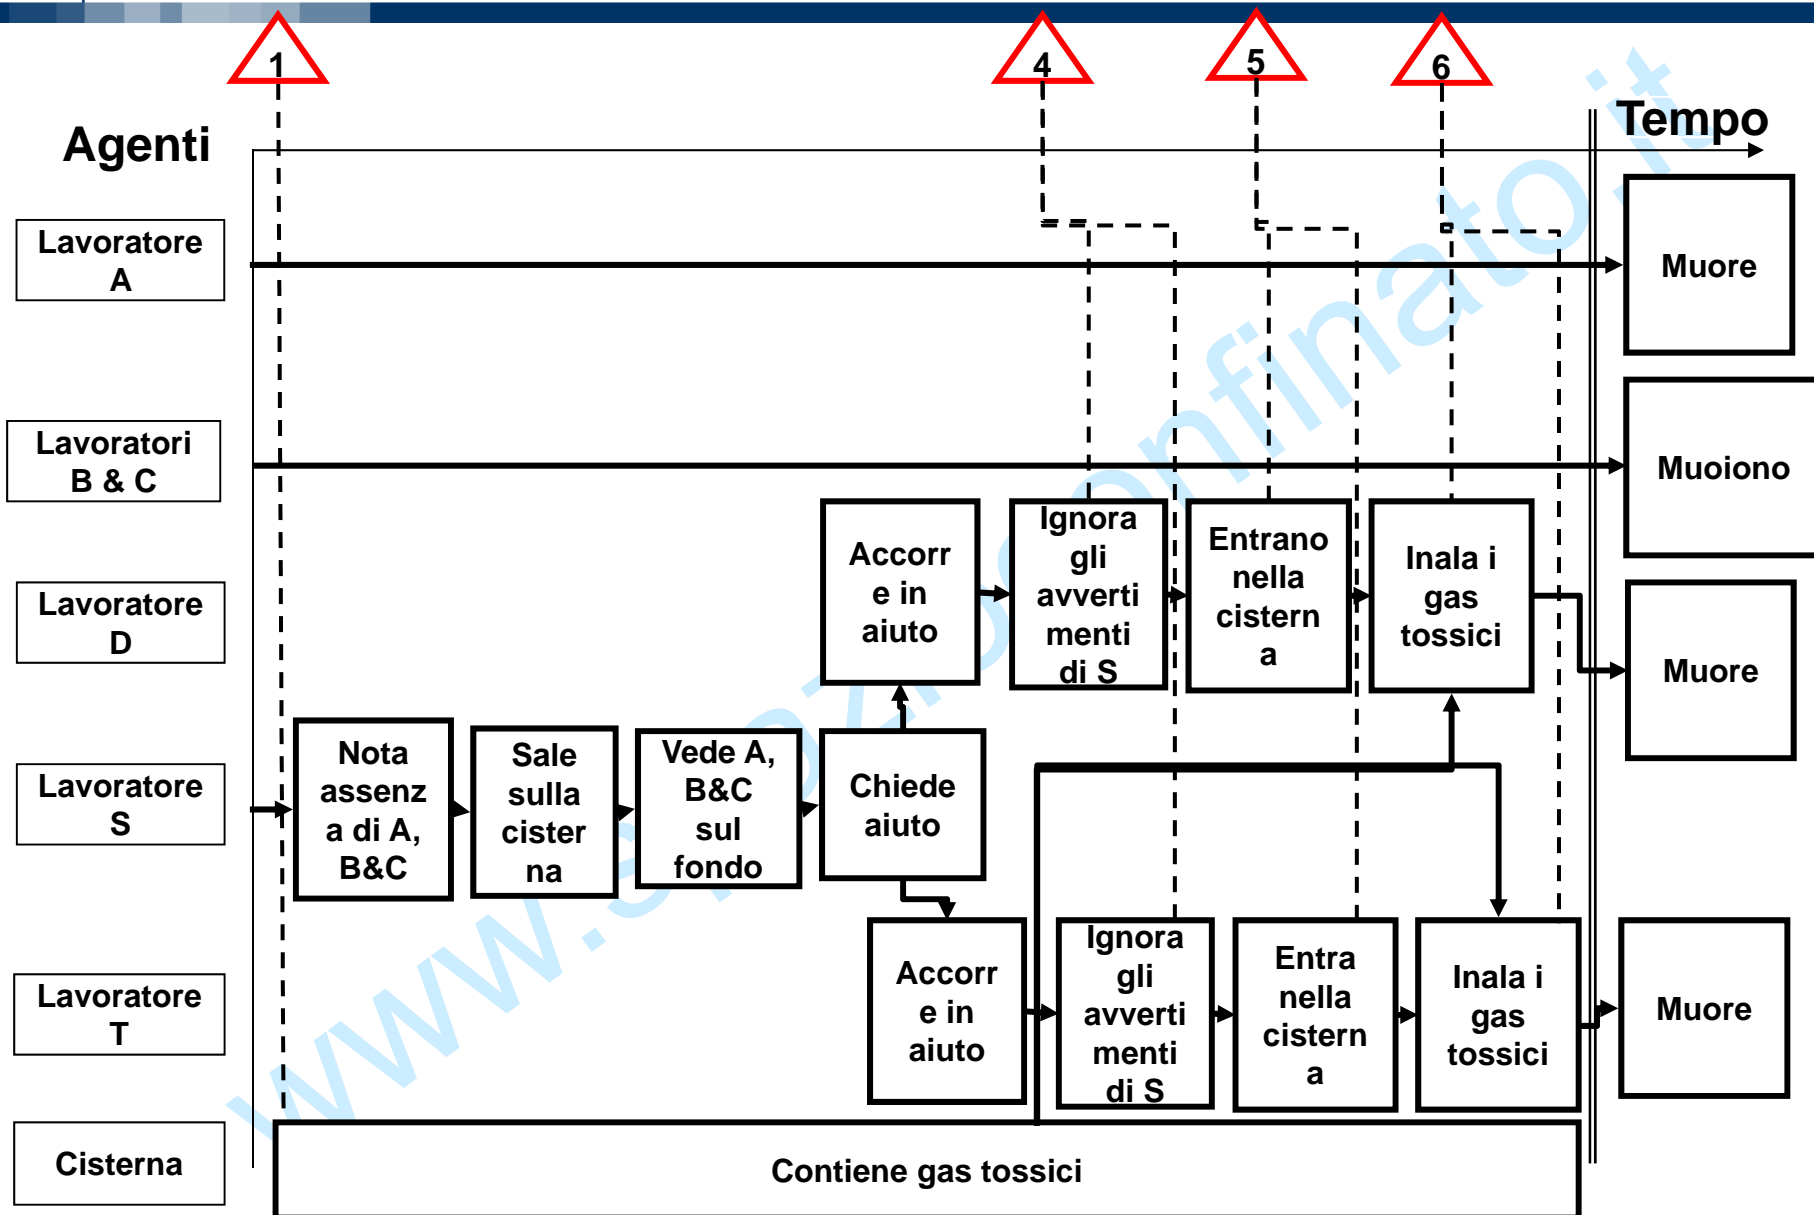 1
4
5
6
Agenti
Tempo
Lavoratore
A
Muore
Lavoratori
B & C
Muoiono
Lavoratore
D
Accorr
e in
aiuto
Ignora
gli
avverti
menti
di S
Entrano
nella
cistern
a
Inala i
gas
tossici
Muore
Lavoratore
S
Nota
assenz
a di A,
B&C
Sale
sulla
cister
na
Vede A,
B&C
sul
fondo
Chiede
aiuto
Lavoratore
T
Accorr
e in
aiuto
Ignora
gli
avverti
menti
di S
Entra
nella
cistern
a
Inala i
gas
tossici
Muore
Cisterna
Contiene gas tossici
www.spazioconfinato.it